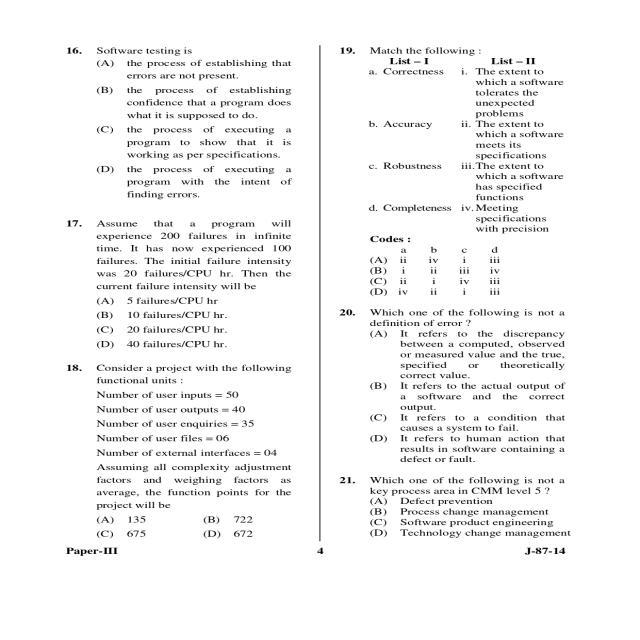 16. Software testing is
(A) the process of establishing that
errors are not present.
(B) the process of establishing
confidence that a program does
what it is supposed to do.
(C) the process of executing a
program to show that it is
working as per specifications.
(D) the process of executing a
program with the intent of
finding errors.
17. Assume that a program will
experience 200 failures in infinite
time. It has now experienced 100
failures. The initial failure intensity
was 20 failures/CPU hr. Then the
current failure intensity will be
(A) 5 failures/CPU hr
(B) 10 failures/CPU hr.
(C) 20 failures/CPU hr.
(D) 40 failures/CPU hr.
18. Consider a project with the following
functional units :
Number of user inputs = 50
Number of user outputs = 40
Number of user enquiries = 35
Number of user files = 06
Number of external interfaces = 04
Assuming all complexity adjustment
factors and weighing factors as
average, the function points for the
project will be
(A) 135 (B) 722
(C) 675 (D) 672
19. Match the following :
List – I List – II
a. Correctness i. The extent to
which a software
tolerates the
unexpected
problems
b. Accuracy ii. The extent to
which a software
meets its
specifications
c. Robustness iii. The extent to
which a software
has specified
functions
d. Completeness iv. Meeting
specifications
with precision
Codes :
a b c d
(A) ii iv i iii
(B) i ii iii iv
(C) ii i iv iii
(D) iv ii i iii
20. Which one of the following is not a
definition of error ?
(A) It refers to the discrepancy
between a computed, observed
or measured value and the true,
specified or theoretically
correct value.
(B) It refers to the actual output of
a software and the correct
output.
(C) It refers to a condition that
causes a system to fail.
(D) It refers to human action that
results in software containing a
defect or fault.
21. Which one of the following is not a
key process area in CMM level 5 ?
(A) Defect prevention
(B) Process change management
(C) Software product engineering
(D) Technology change management
Paper-III 4 J-87-14